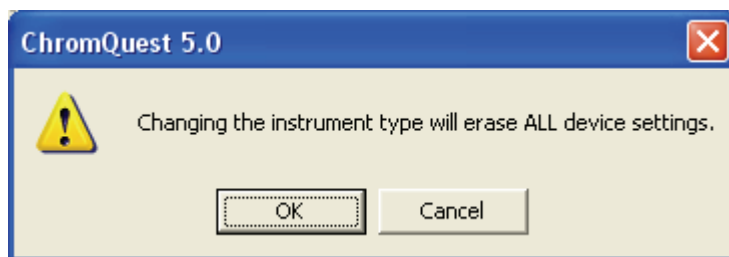 ChromQuest 5.0
Changing the instrument type will erase ALL device settings.
OK
Cancel